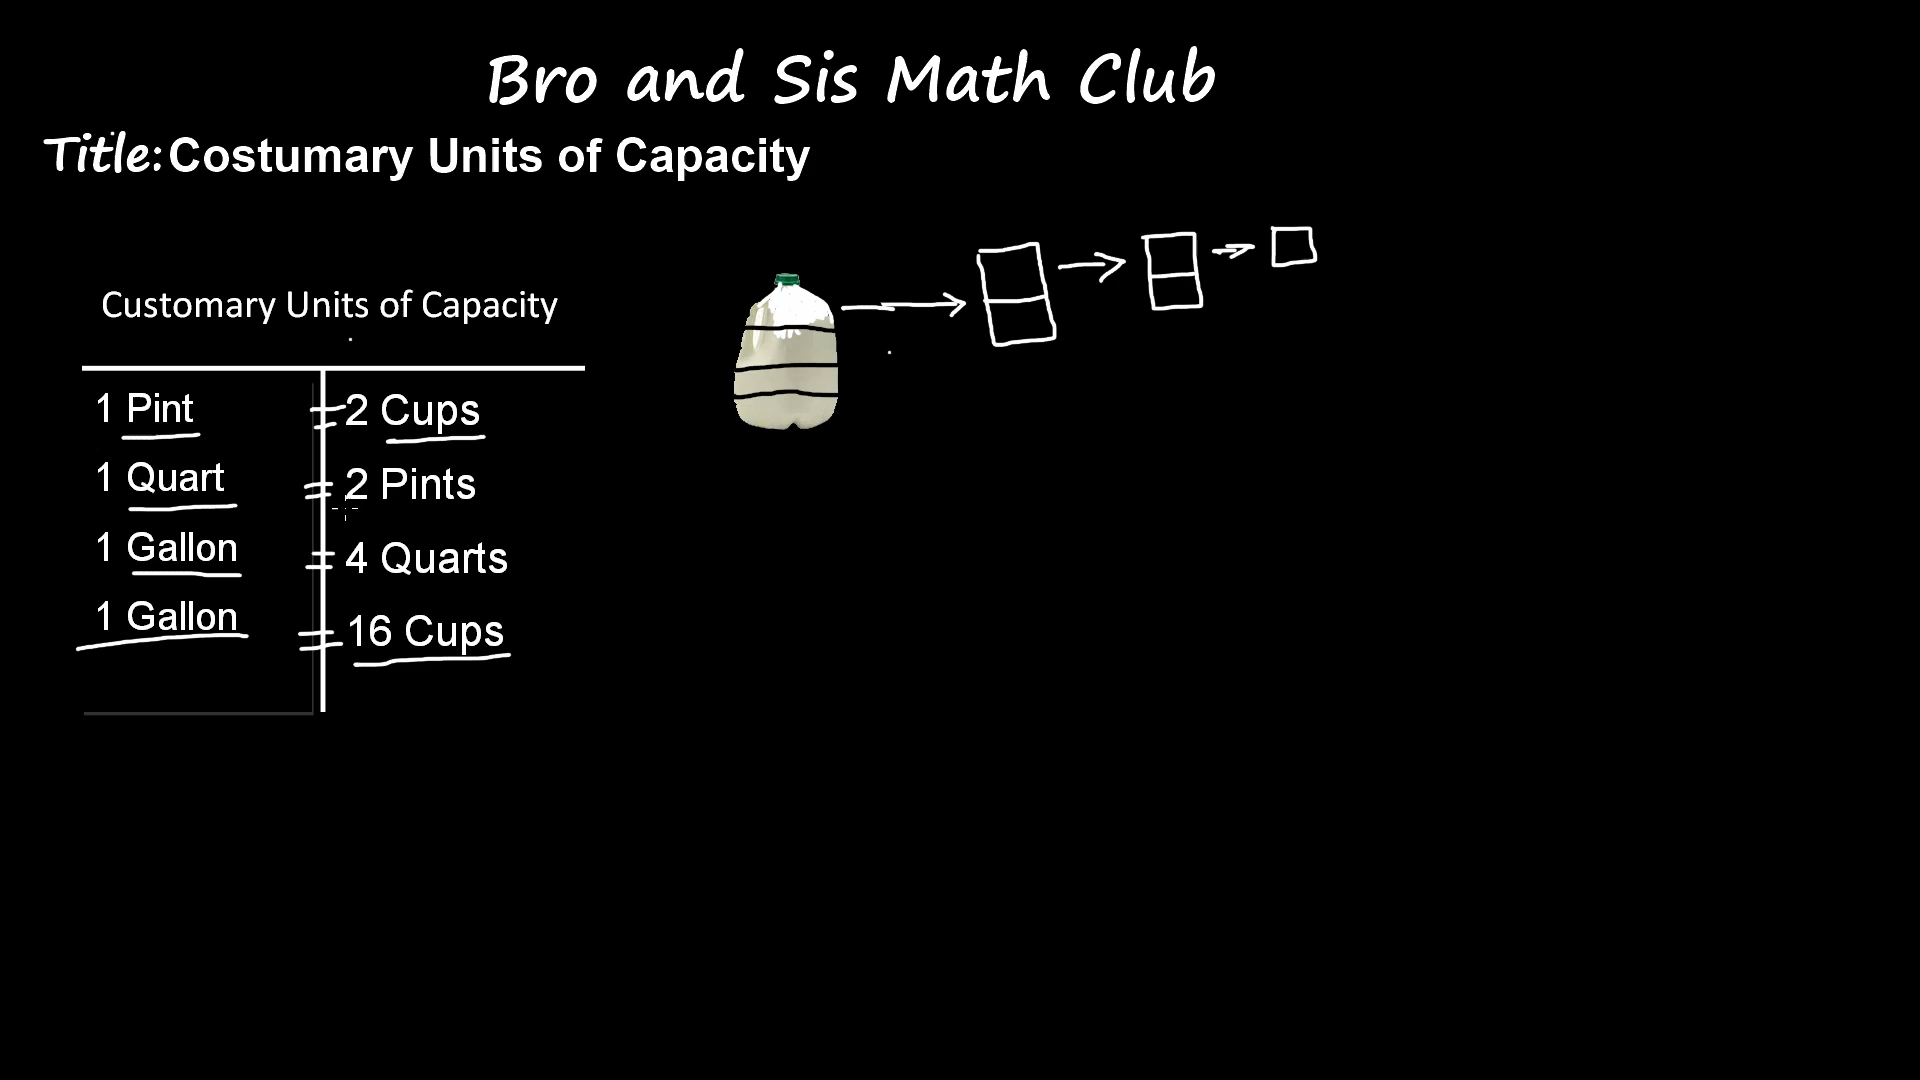 Bro and Sis Math Club
Title: Costumary Units of Capacity
Customary Units of Capacity
1 Pint = 2 Cups
1 Quart = 2 Pints
1 Gallon = 4 Quarts
1 Gallon = 16 Cups